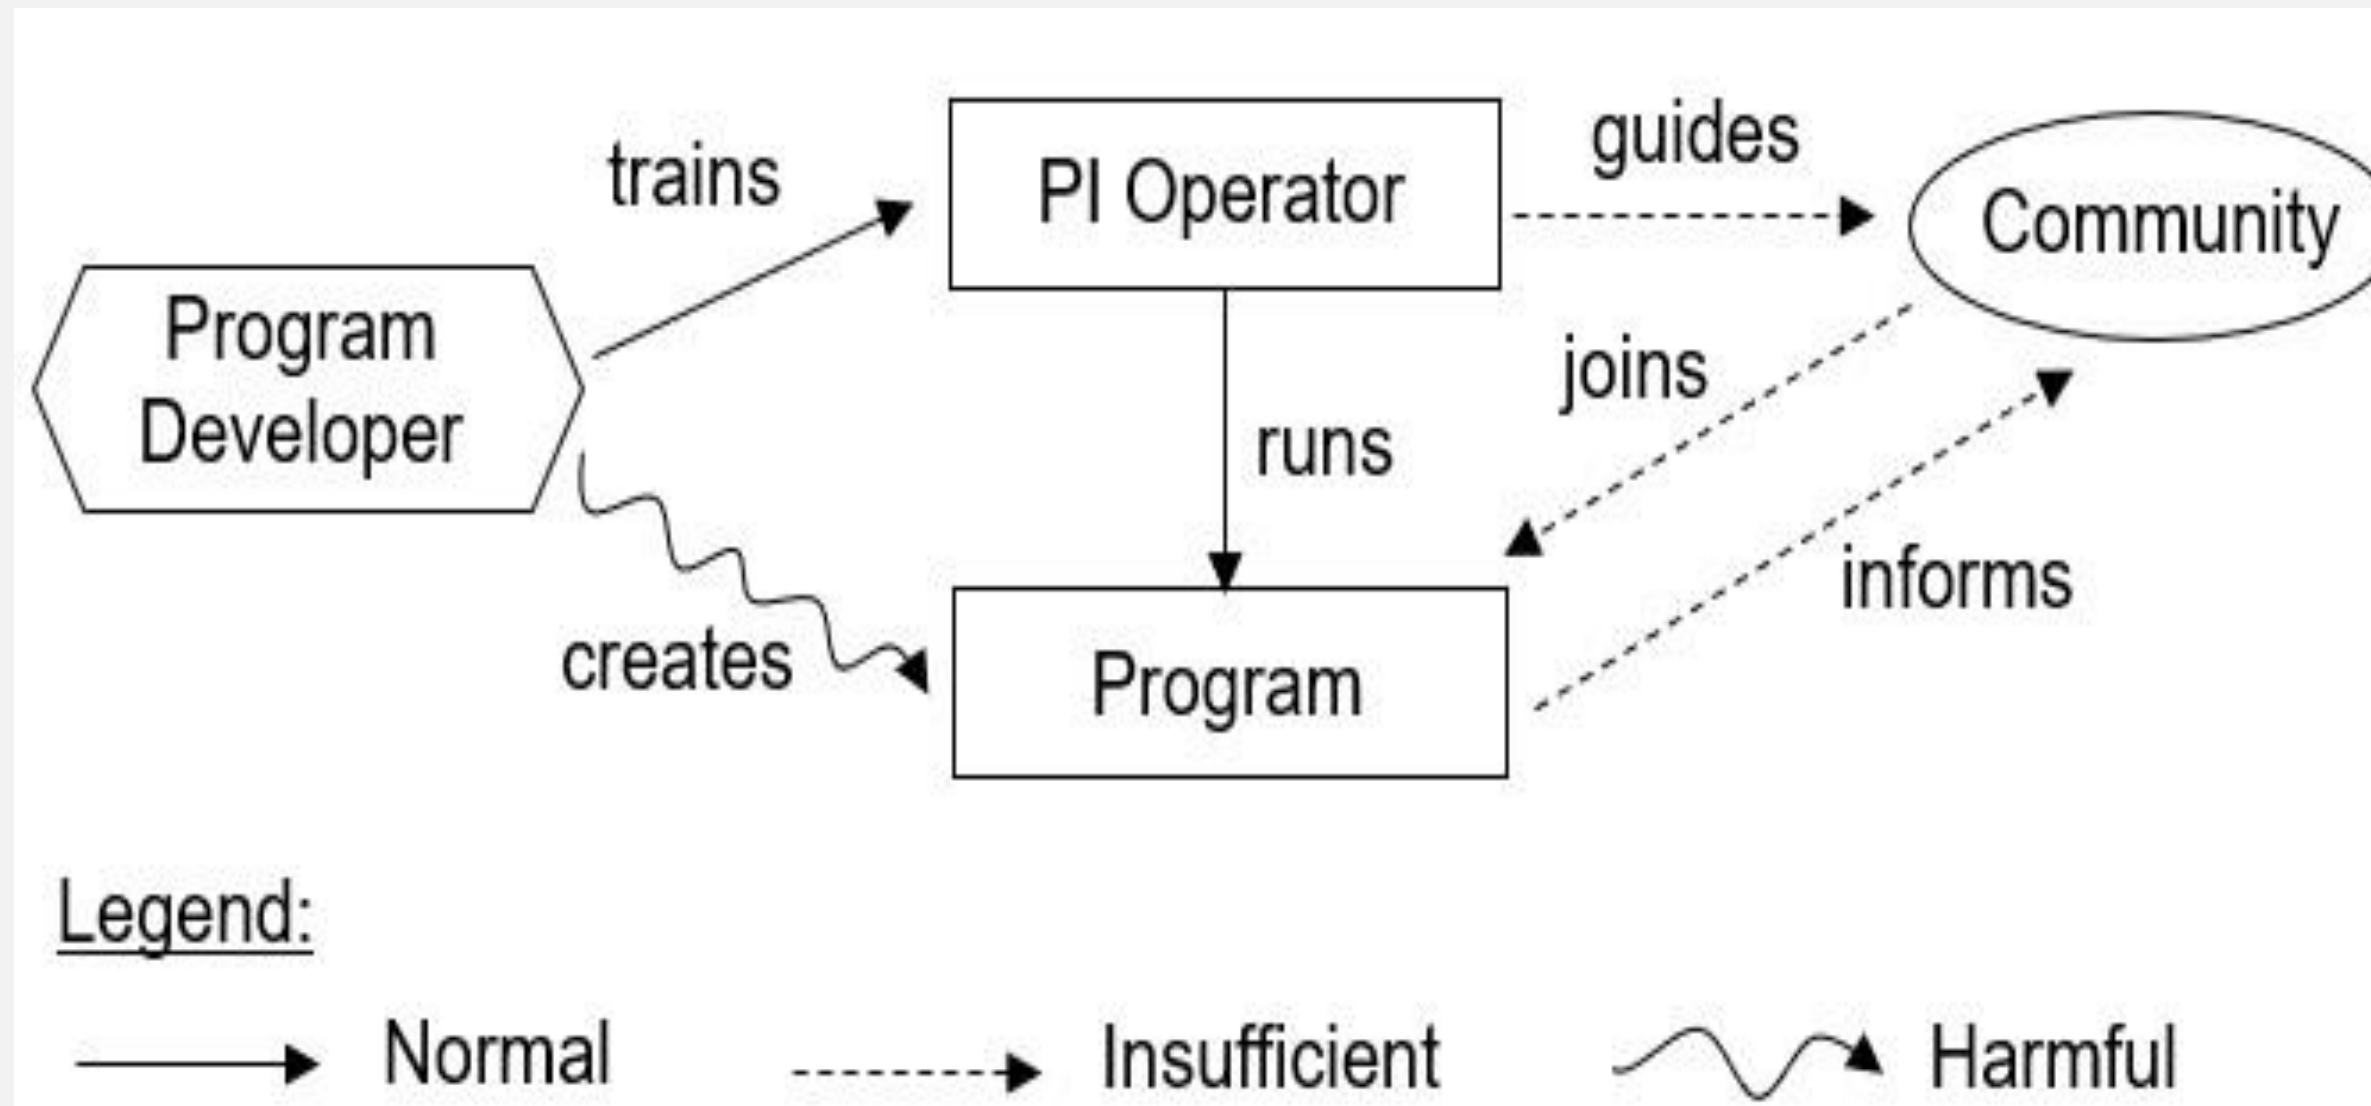 trains
PI Operator
guides
Community
Program
Developer
joins
runs
informs
creates
Program
Legend:
Normal
Insufficient
Harmful